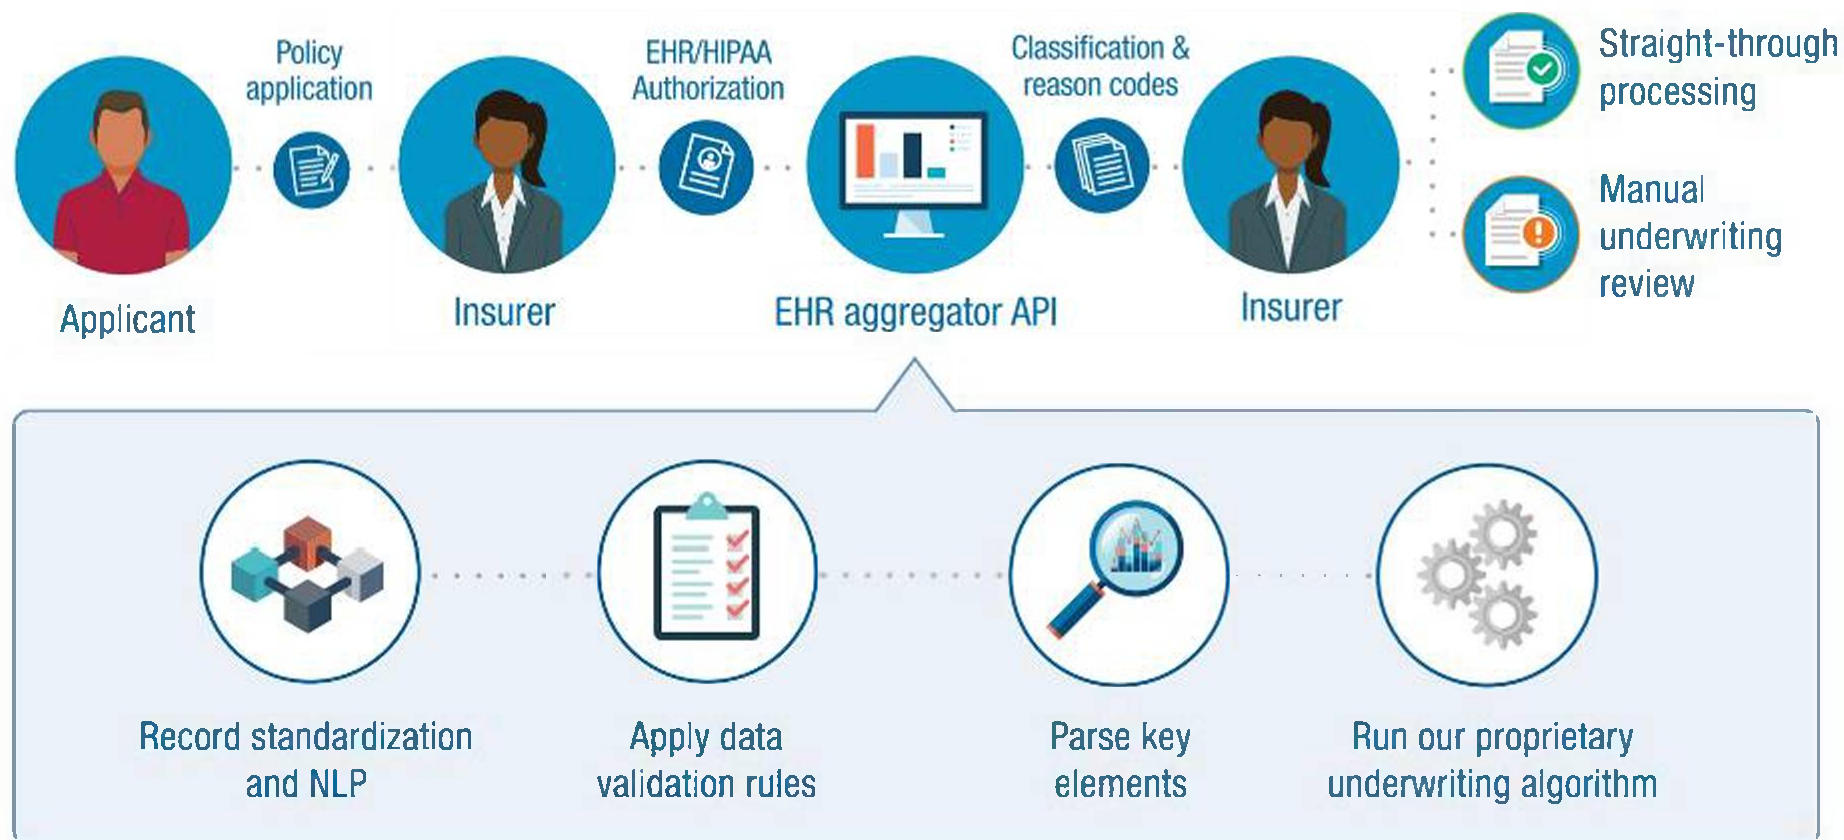 Policy
application
EHR/HIPAA
Authorization
Classification &
reason codes
Straight-through
processing
Manual
underwriting
review
Applicant
Insurer
EHR aggregator API
Insurer
Record standardization
and NLP
Apply data
validation rules
Parse key
elements
Run our proprietary
underwriting algorithm